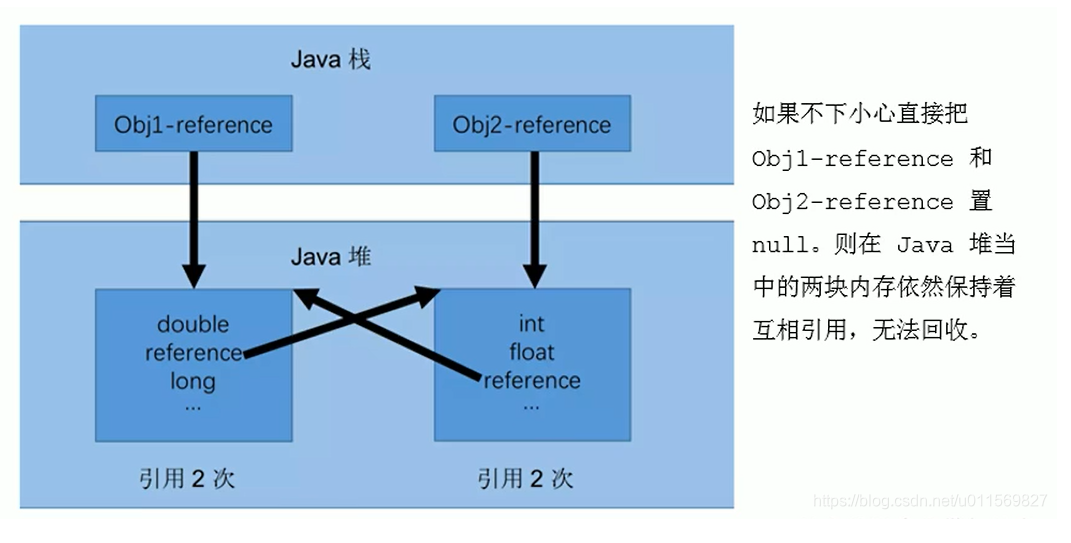 Java 栈
Obj1-reference
Obj2-reference
Java 堆
double
reference
long
...
int
float
reference
...
引用 2 次
引用 2 次
如果不下小心直接把
Obj1-reference 和
Obj2-reference 置
null。则在 Java 堆当
中的两块内存依然保持着
互相引用，无法回收。
https://blog.csdn.net/u011569827